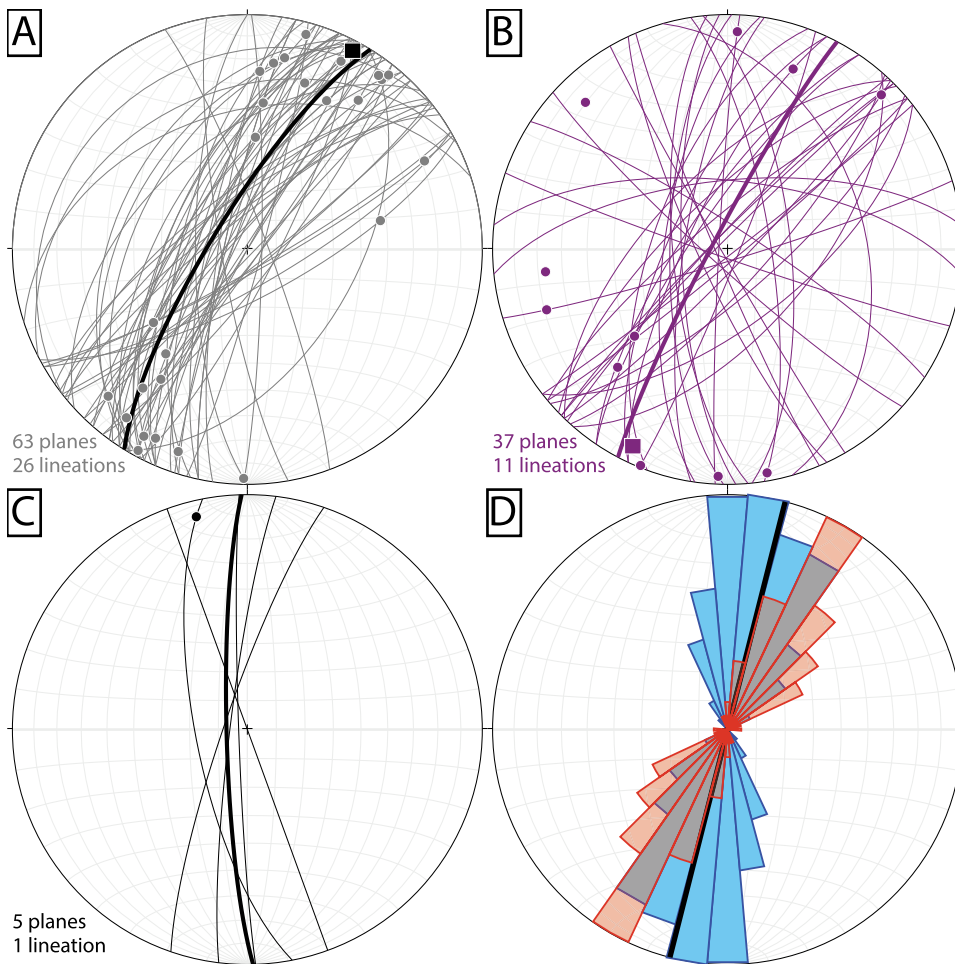 A
B
63 planes
26 lineations
37 planes
11 lineations
C
D
5 planes
1 lineation